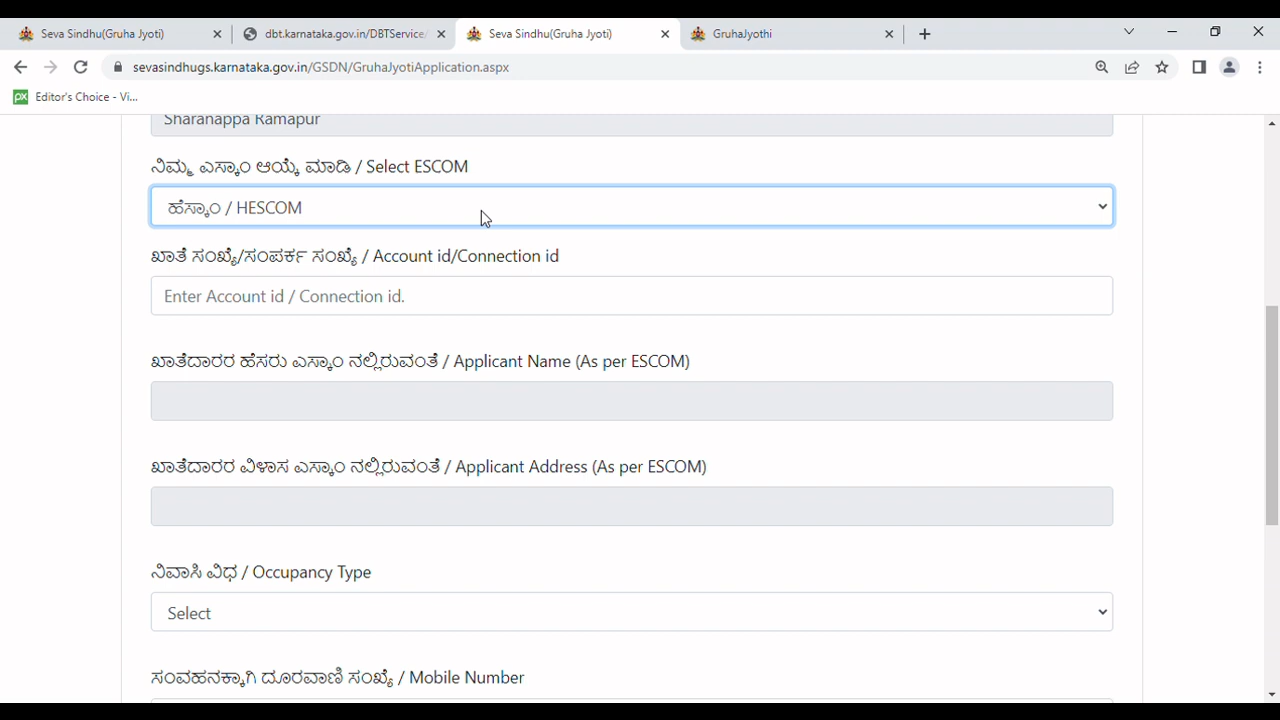 Seva Sindhu(Gruha Jyoti)
dbt.karnataka.gov.in/DBTService/
Seva Sindhu(Gruha Jyoti)
GruhaJyothi
sevasindhugs.karnataka.gov.in/GSDN/GruhaJyotiApplication.aspx
Editor's Choice - Vi...
Sharanappa Ramapur
ನಿಮ್ಮ ಎಸ್ಕಾಂ ಆಯ್ಕೆ ಮಾಡಿ / Select ESCOM
ಹೆಸ್ಕಾಂ / HESCOM
ಖಾತೆ ಸಂಖ್ಯೆ/ಸಂಪರ್ಕ ಸಂಖ್ಯೆ / Account id/Connection id
Enter Account id / Connection id.
ಖಾತೆದಾರರ ಹೆಸರು ಎಸ್ಕಾಂ ನಲ್ಲಿರುವಂತೆ / Applicant Name (As per ESCOM)
ಖಾತೆದಾರರ ವಿಳಾಸ ಎಸ್ಕಾಂ ನಲ್ಲಿರುವಂತೆ / Applicant Address (As per ESCOM)
ನಿವಾಸಿ ವಿಧ / Occupancy Type
Select
ಸಂವಹನಕ್ಕಾಗಿ ದೂರವಾಣಿ ಸಂಖ್ಯೆ / Mobile Number